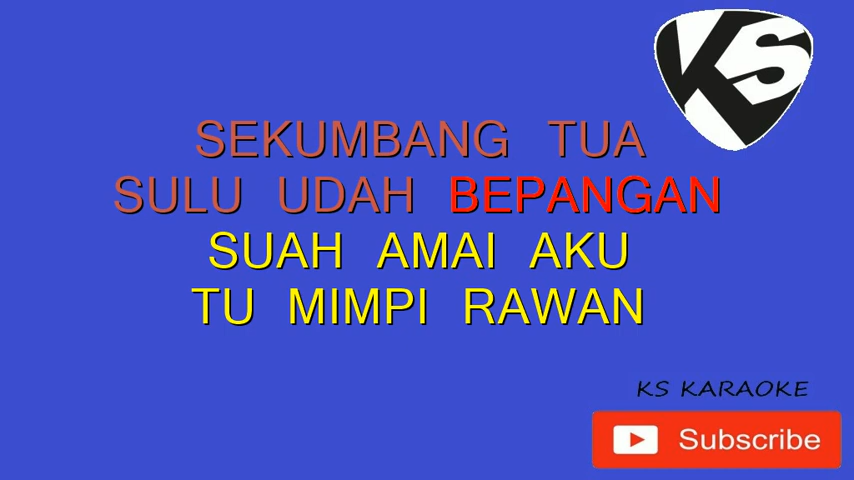 KS
SEKUMBANG TUA
SULU UDAH BEPANGAN
SUAH AMAI AKU
TU MIMPI RAWAN
KS KARAOKE
Subscribe